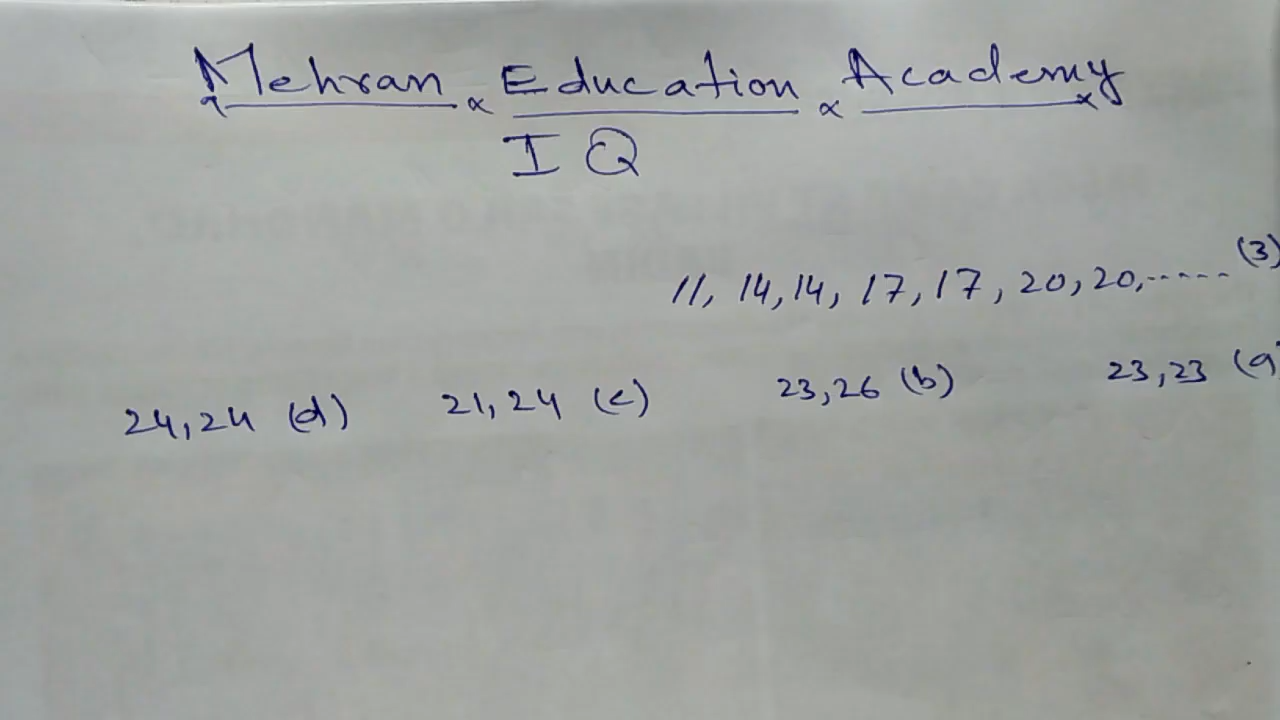 Mehran Education Academy
IQ
11, 14, 14, 17, 17, 20, 20, ...... (3)
24,24 (d) 21,24 (c) 23,26 (b) 23,23 (a)